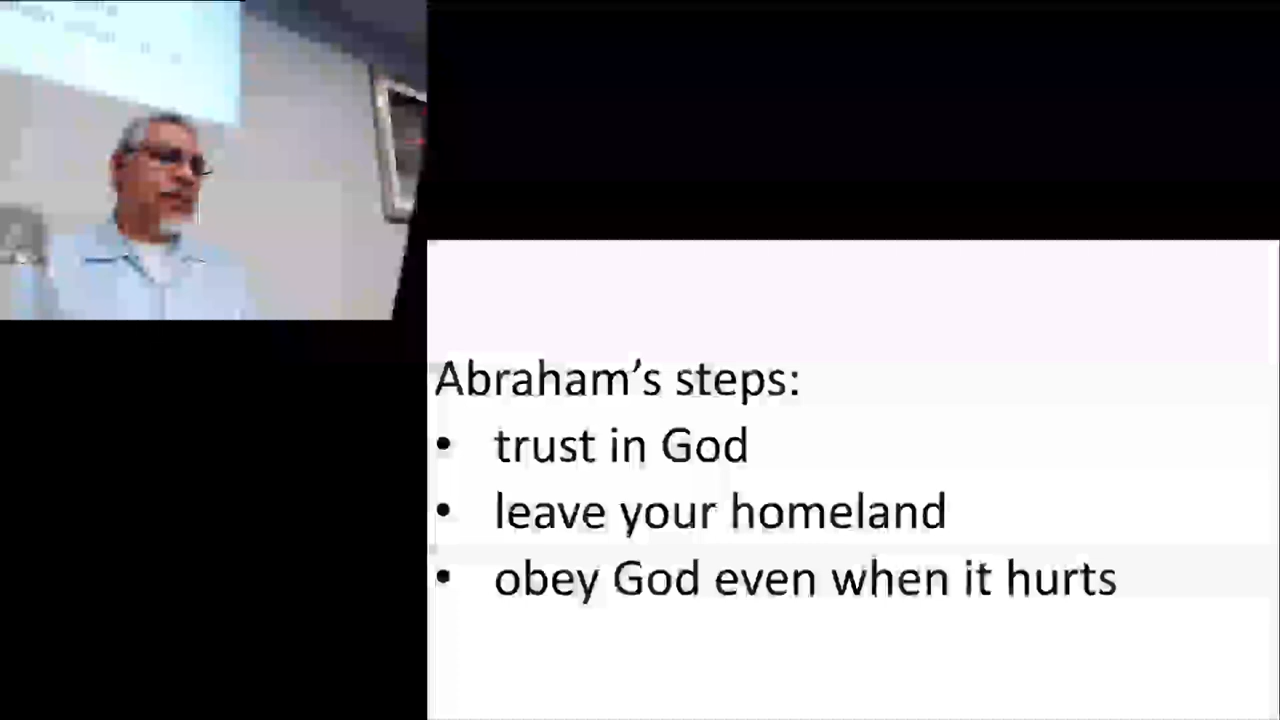 Abraham’s steps:
• trust in God
• leave your homeland
• obey God even when it hurts